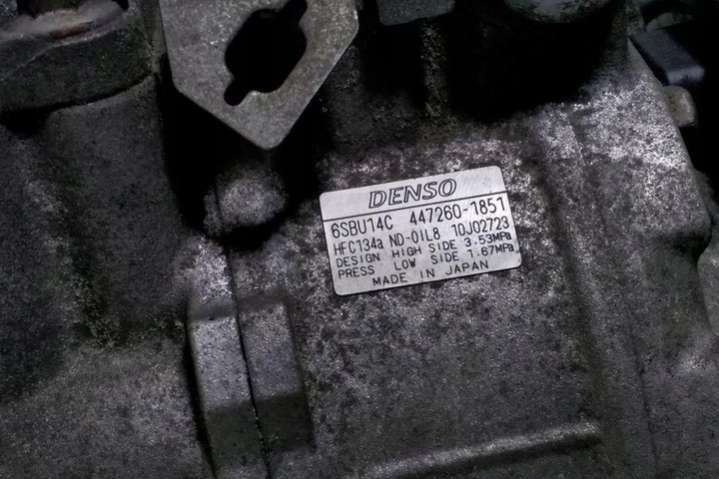 DENSO
6SBU14C 447260-1851
HFC134a ND-OIL8 10J02723
DESIGN HIGH SIDE 3.53MPa
PRESS LOW SIDE 1.67MPa
MADE IN JAPAN